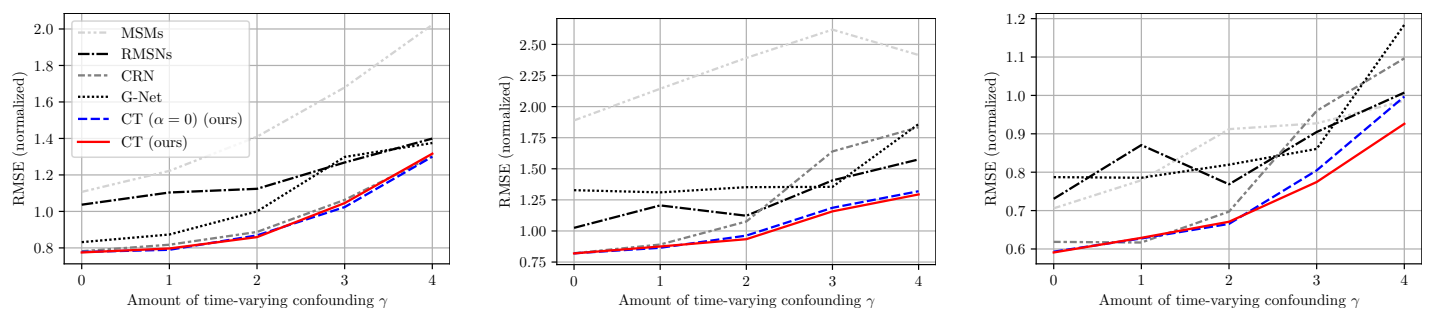 RMSE (normalized)
2.0
1.8
1.6
1.4
1.2
1.0
0.8
MSMs
RMSNs
CRN
G-Net
CT (α = 0) (ours)
CT (ours)
0 1 2 3 4
Amount of time-varying confounding γ
RMSE (normalized)
2.50
2.25
2.00
1.75
1.50
1.25
1.00
0.75
0 1 2 3 4
Amount of time-varying confounding γ
RMSE (normalized)
1.2
1.1
1.0
0.9
0.8
0.7
0.6
0 1 2 3 4
Amount of time-varying confounding γ